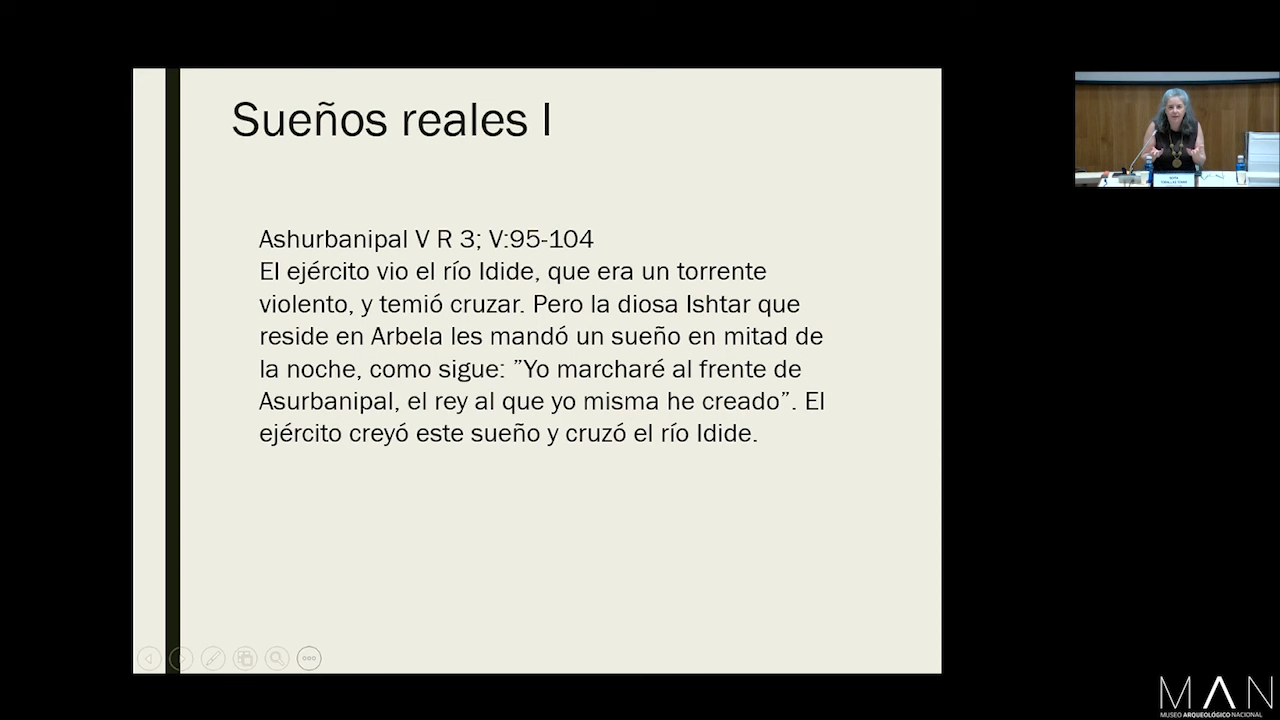 Sueños reales I
Ashurbanipal V R 3; V:95-104
El ejército vio el río Idide, que era un torrente
violento, y temió cruzar. Pero la diosa Ishtar que
reside en Arbela les mandó un sueño en mitad de
la noche, como sigue: ”Yo marcharé al frente de
Asurbanipal, el rey al que yo misma he creado”. El
ejército creyó este sueño y cruzó el río Idide.
MAN
MUSEO ARQUEOLÓGICO NACIONAL